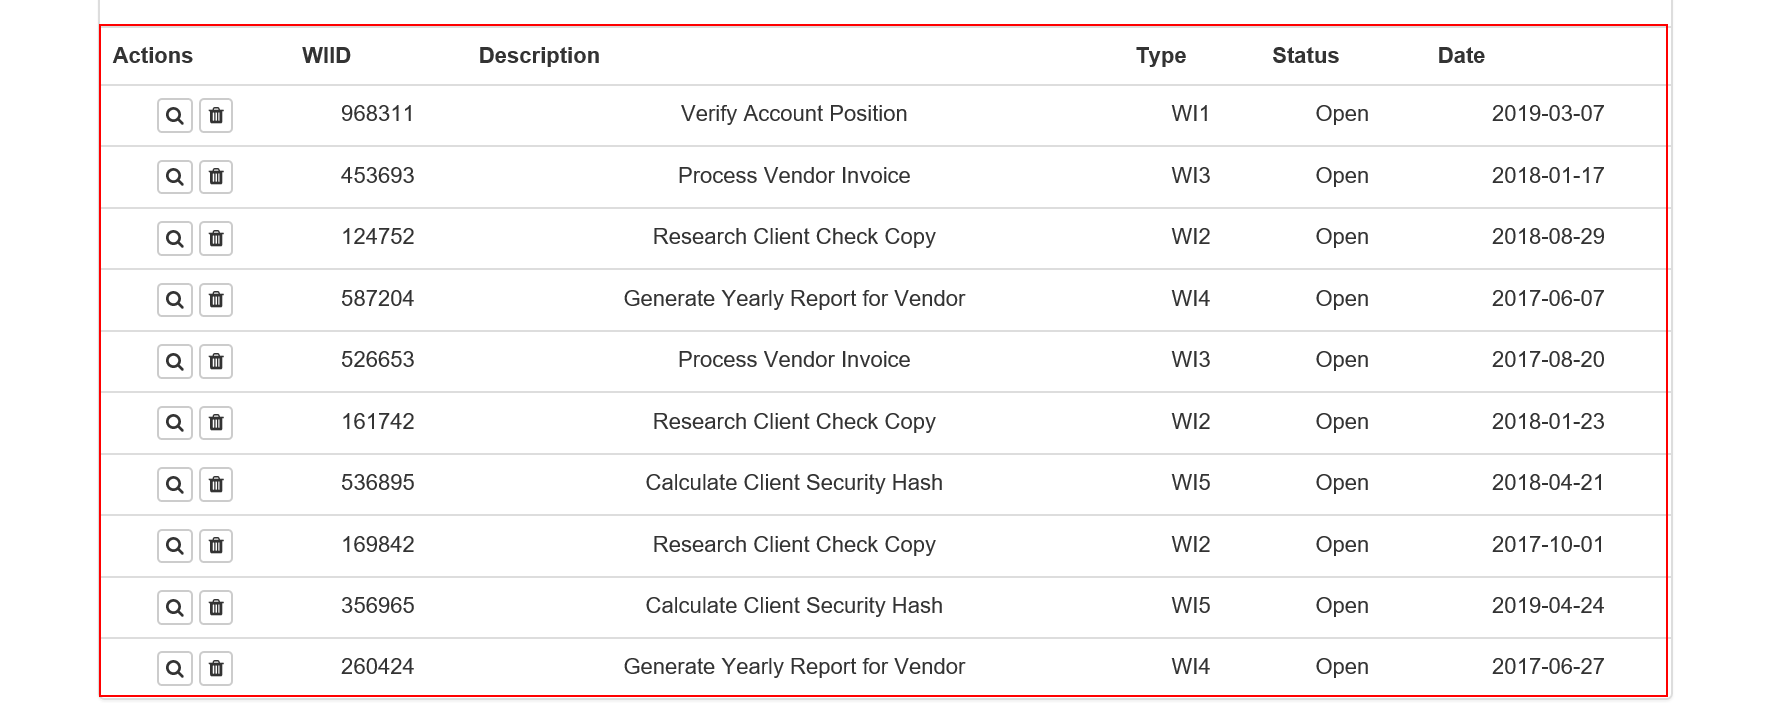 Actions WIID Description Type Status Date
968311 Verify Account Position WI1 Open 2019-03-07
453693 Process Vendor Invoice WI3 Open 2018-01-17
124752 Research Client Check Copy WI2 Open 2018-08-29
587204 Generate Yearly Report for Vendor WI4 Open 2017-06-07
526653 Process Vendor Invoice WI3 Open 2017-08-20
161742 Research Client Check Copy WI2 Open 2018-01-23
536895 Calculate Client Security Hash WI5 Open 2018-04-21
169842 Research Client Check Copy WI2 Open 2017-10-01
356965 Calculate Client Security Hash WI5 Open 2019-04-24
260424 Generate Yearly Report for Vendor WI4 Open 2017-06-27